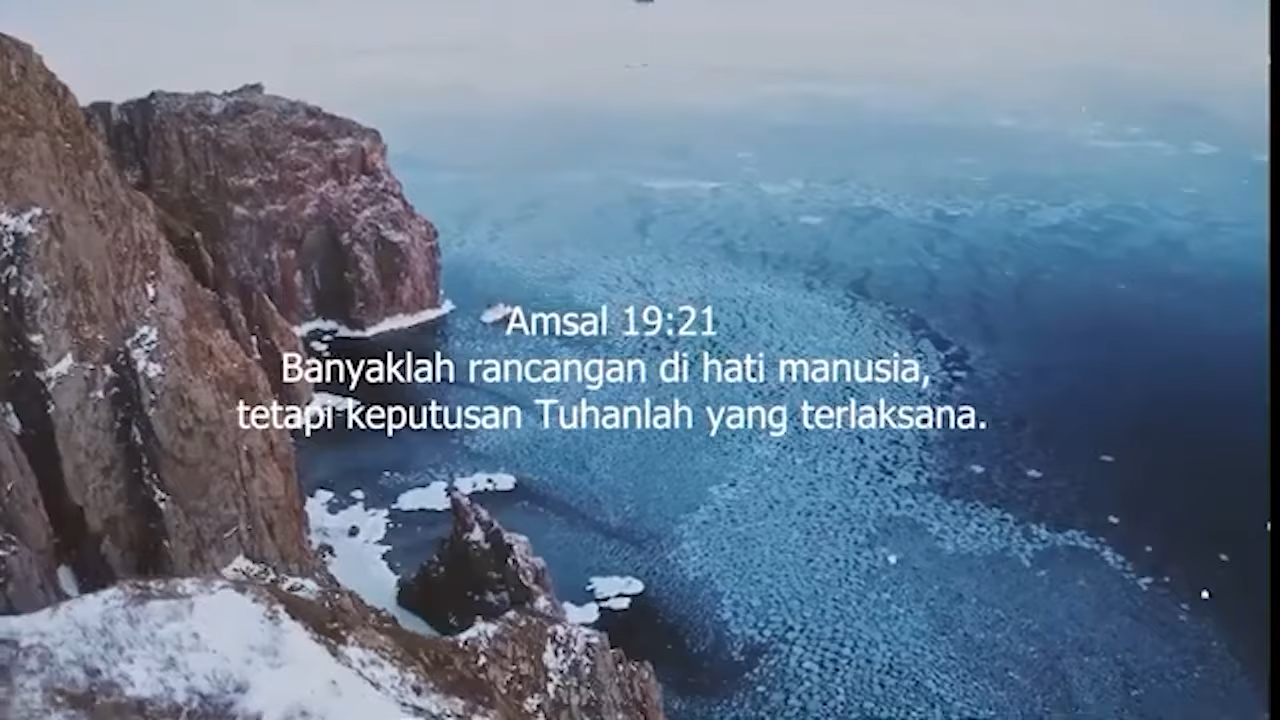 Amsal 19:21
Banyaklah rancangan di hati manusia,
tetapi keputusan Tuhanlah yang terlaksana.